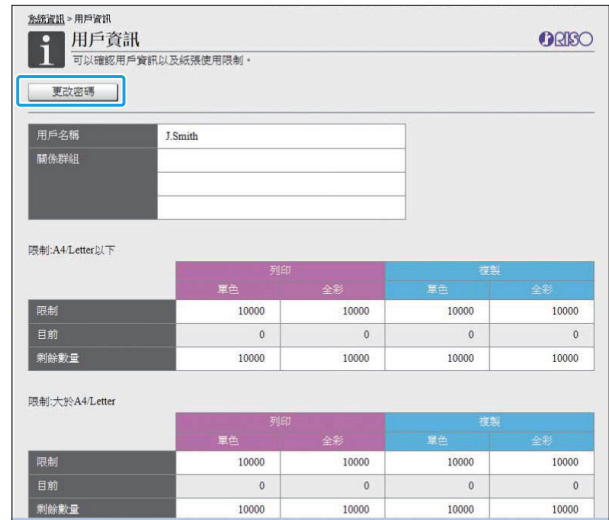 系統資訊 > 用戶資訊
用戶資訊
RISO
可以確認用戶資訊以及紙張使用限制。
更改密碼
用戶名稱 J.Smith
關係群組
限制:A4/Letter以下
列印 複製
單色 全彩 單色 全彩
限制 10000 10000 10000 10000
目前 0 0 0 0
剩餘數量 10000 10000 10000 10000
限制:大於A4/Letter
列印 複製
單色 全彩 單色 全彩
限制 10000 10000 10000 10000
目前 0 0 0 0
剩餘數量 10000 10000 10000 10000